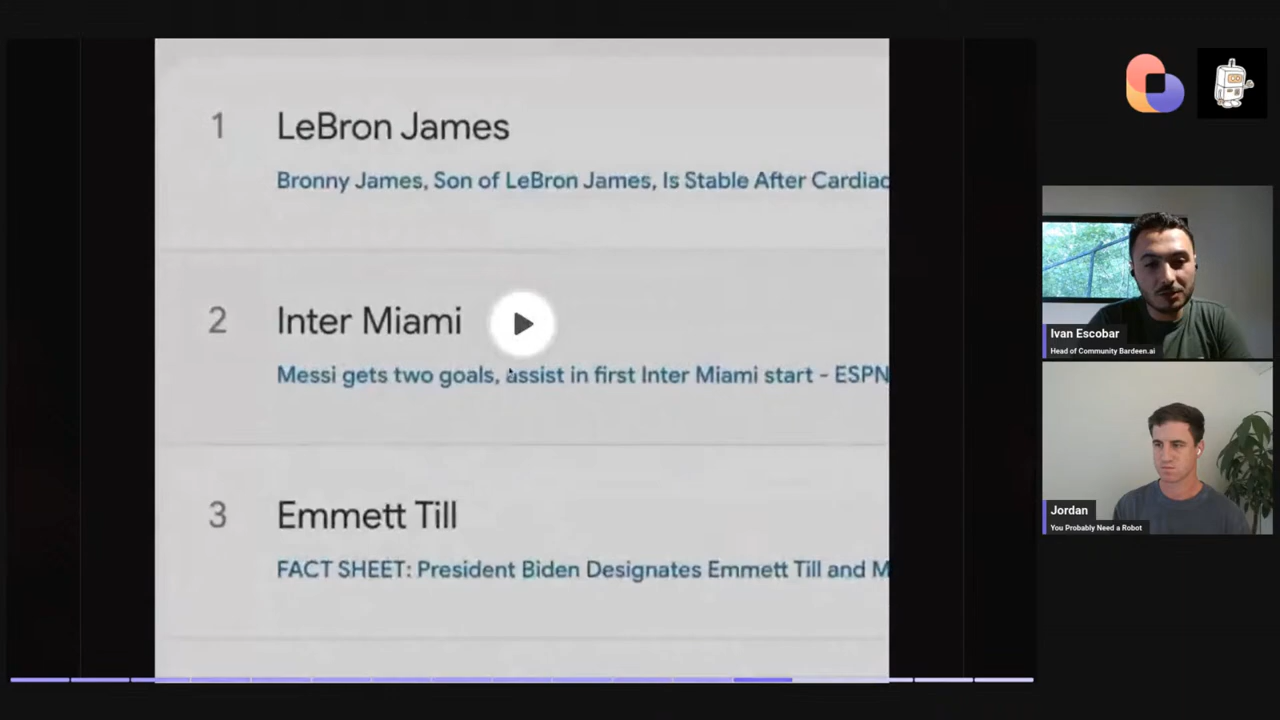 1 LeBron James
Bronny James, Son of LeBron James, Is Stable After Cardiac
2 Inter Miami
Messi gets two goals, assist in first Inter Miami start - ESPN
3 Emmett Till
FACT SHEET: President Biden Designates Emmett Till and M
Ivan Escobar
Head of Community Bardeen.ai
Jordan
You Probably Need a Robot